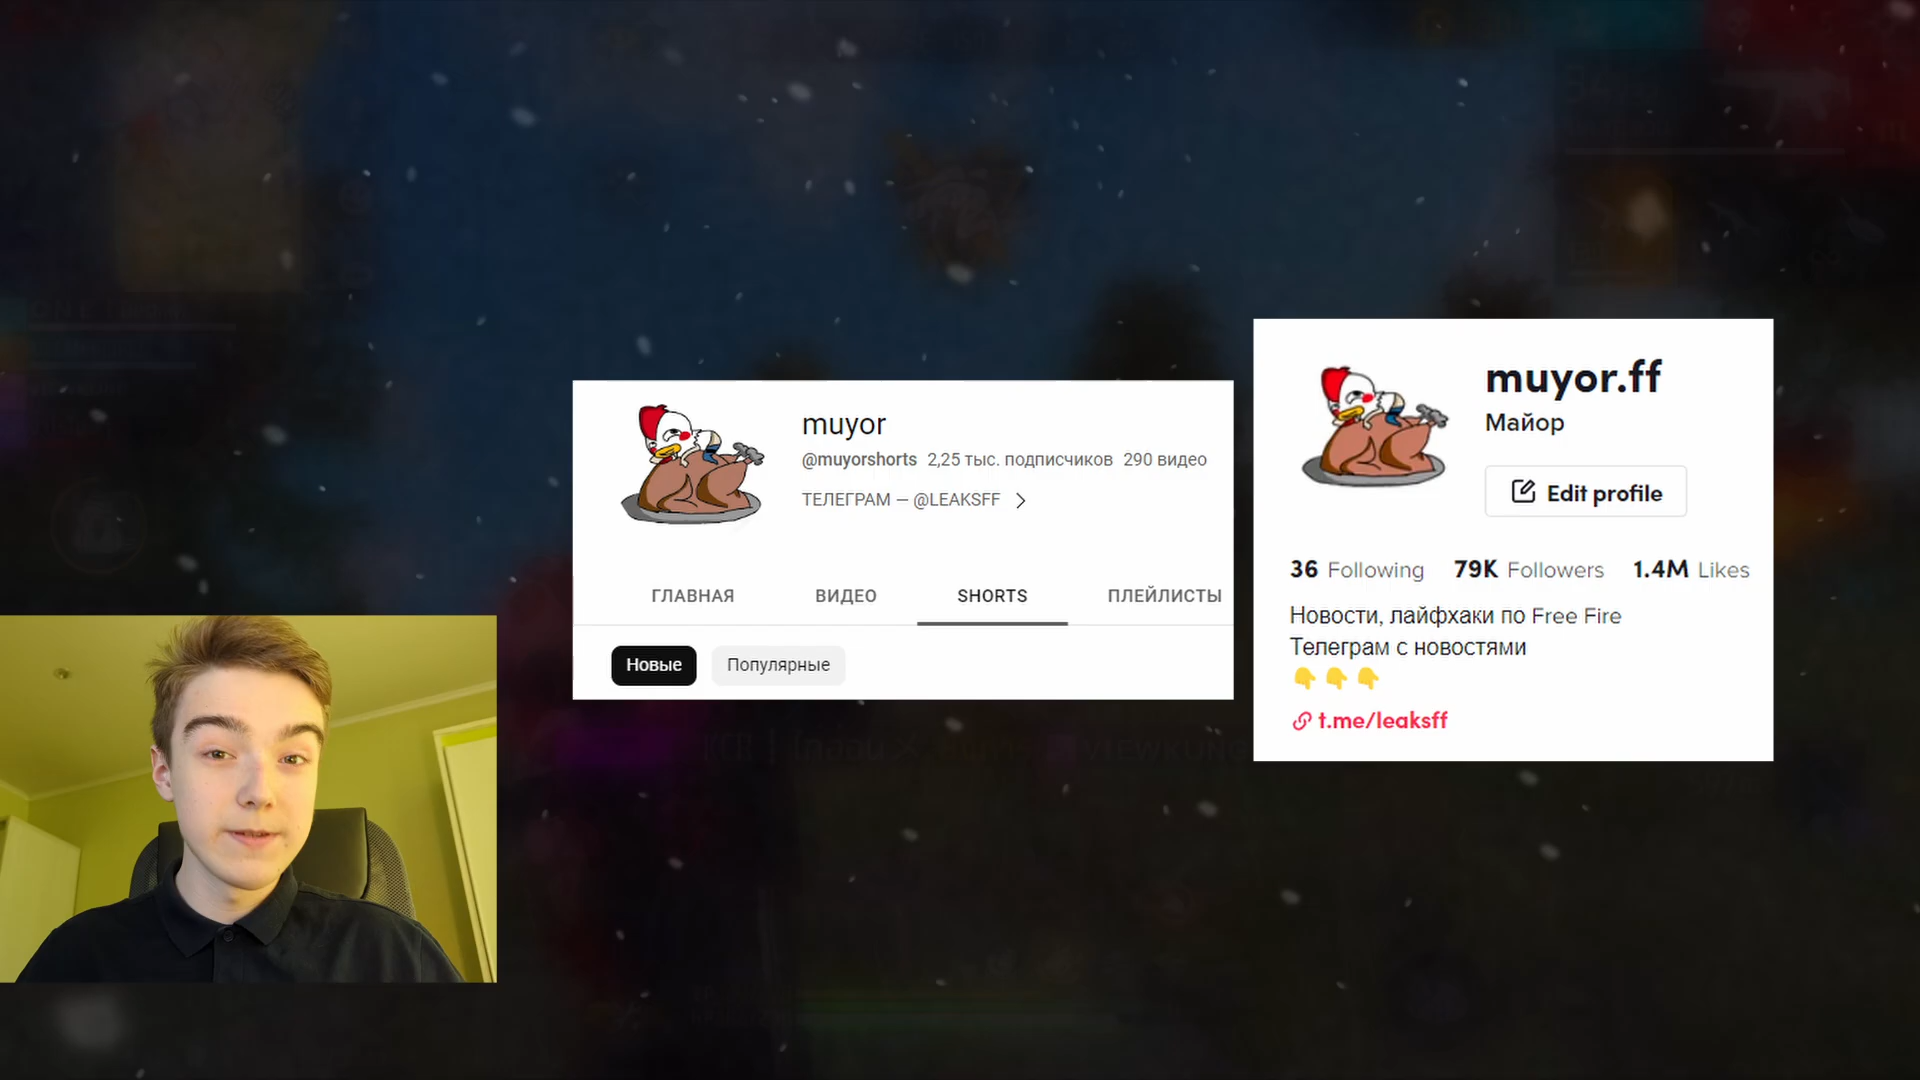 muyor
@muyorshorts 2,25 тыс. подписчиков 290 видео
ТЕЛЕГРАМ — @LEAKSFF
ГЛАВНАЯ ВИДЕО SHORTS ПЛЕЙЛИСТЫ
Новые Популярные
muyor.ff
Майор
Edit profile
36 Following 79K Followers 1.4M Likes
Новости, лайфхаки по Free Fire
Телеграм с новостями
👇👇👇
t.me/leaksff